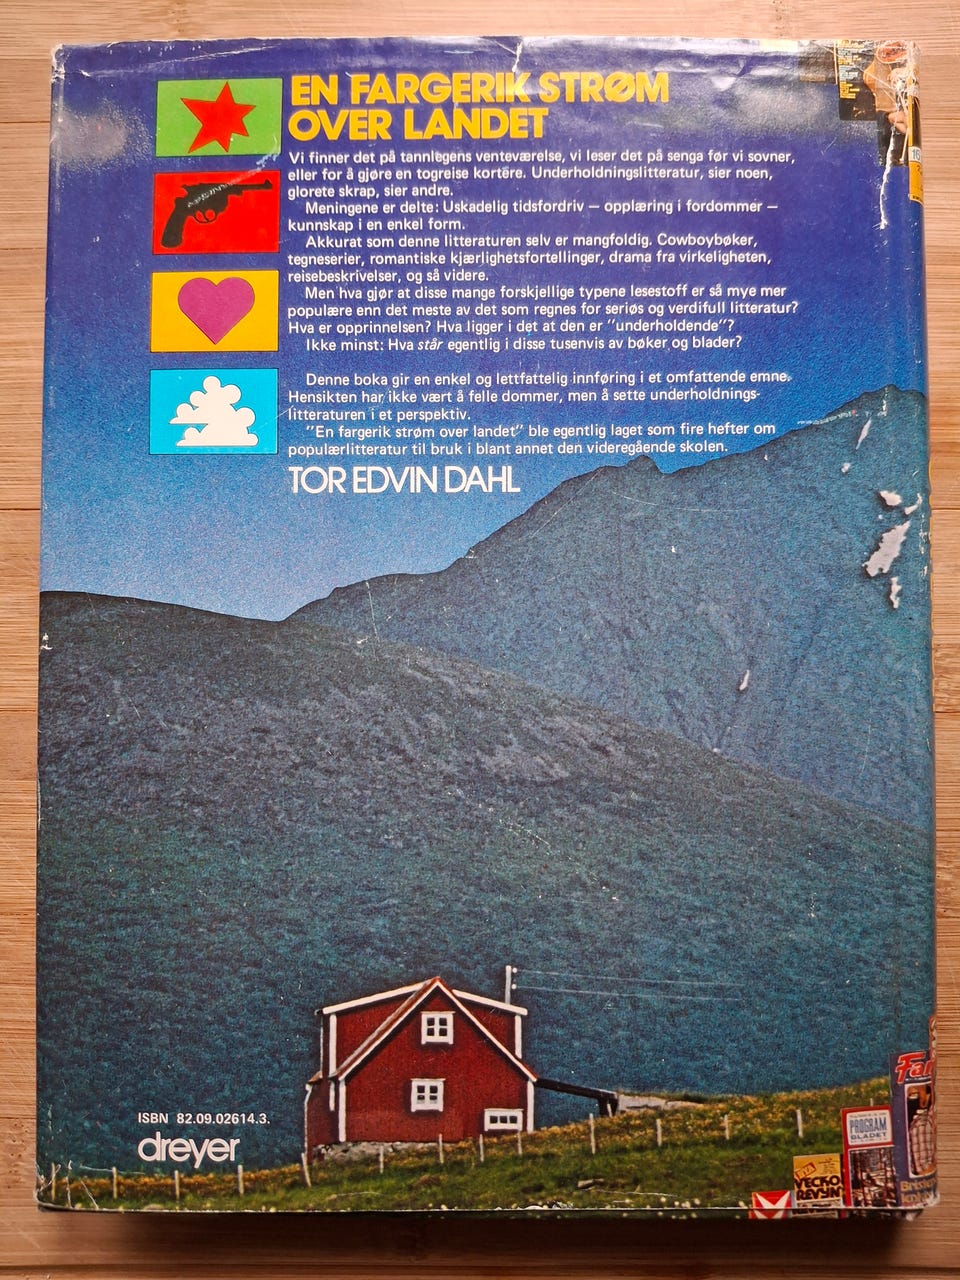 EN FARGERIK STRØM
OVER LANDET
Vi finner det på tannlegens venteværelse, vi leser det på senga før vi sovner,
eller for å gjøre en togreise kortere. Underholdningslitteratur, sier noen,
glorete skrap, sier andre.
Meningene er delte: Uskadelig tidsfordriv — opplæring i fordommer —
kunnskap i en enkel form.
Akkurat som denne litteraturen selv er mangfoldig. Cowboybøker,
tegneserier, romantiske kjærlighetsfortellinger, drama fra virkeligheten,
reisebeskrivelser, og så videre.
Men hva gjør at disse mange forskjellige typene lesestoff er så mye mer
populære enn det meste av det som regnes for seriøs og verdifull litteratur?
Hva er opprinnelsen? Hva ligger i det at den er "underholdende"?
Ikke minst: Hva står egentlig i disse tusenvis av bøker og blader?
Denne boka gir en enkel og lettfattelig innføring i et omfattende emne.
Hensikten har ikke vært å felle dommer, men å sette underholdnings-
litteraturen i et perspektiv.
"En fargerik strøm over landet" ble egentlig laget som fire hefter om
populærlitteratur til bruk i blant annet den videregående skolen.
TOR EDVIN DAHL
ISBN 82.09.02614.3.
dreyer
PROGRAM
BLADET
VECKO
REVYN